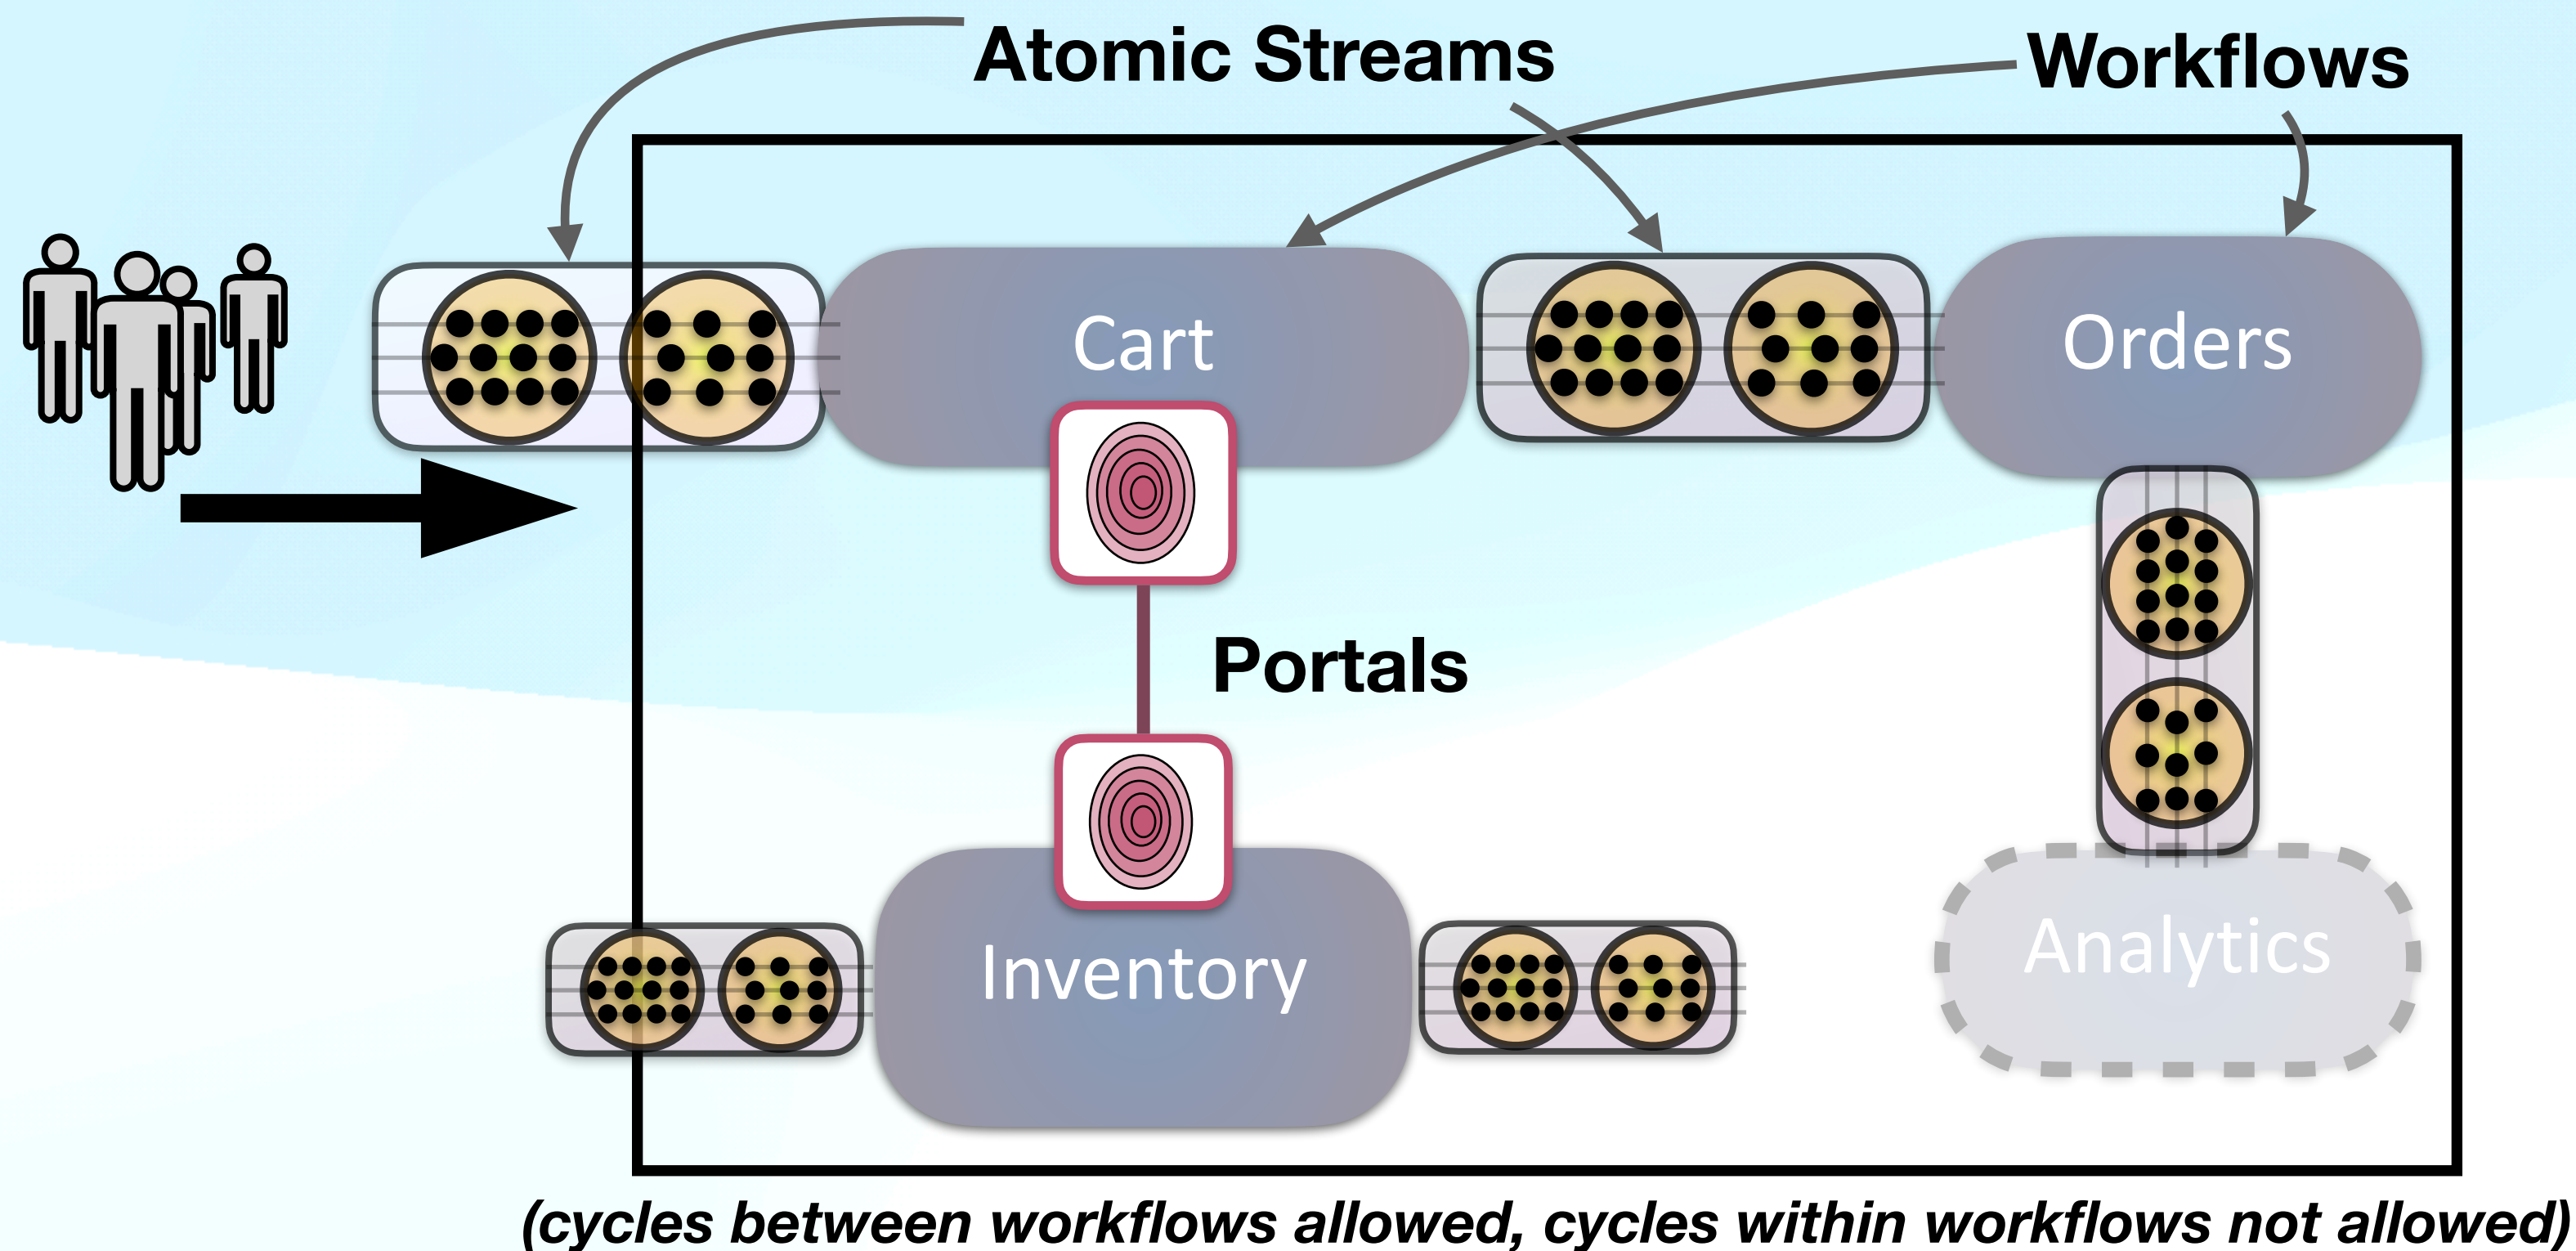 Atomic Streams
Workflows
Cart
Orders
Portals
Inventory
Analytics
(cycles between workflows allowed, cycles within workflows not allowed)